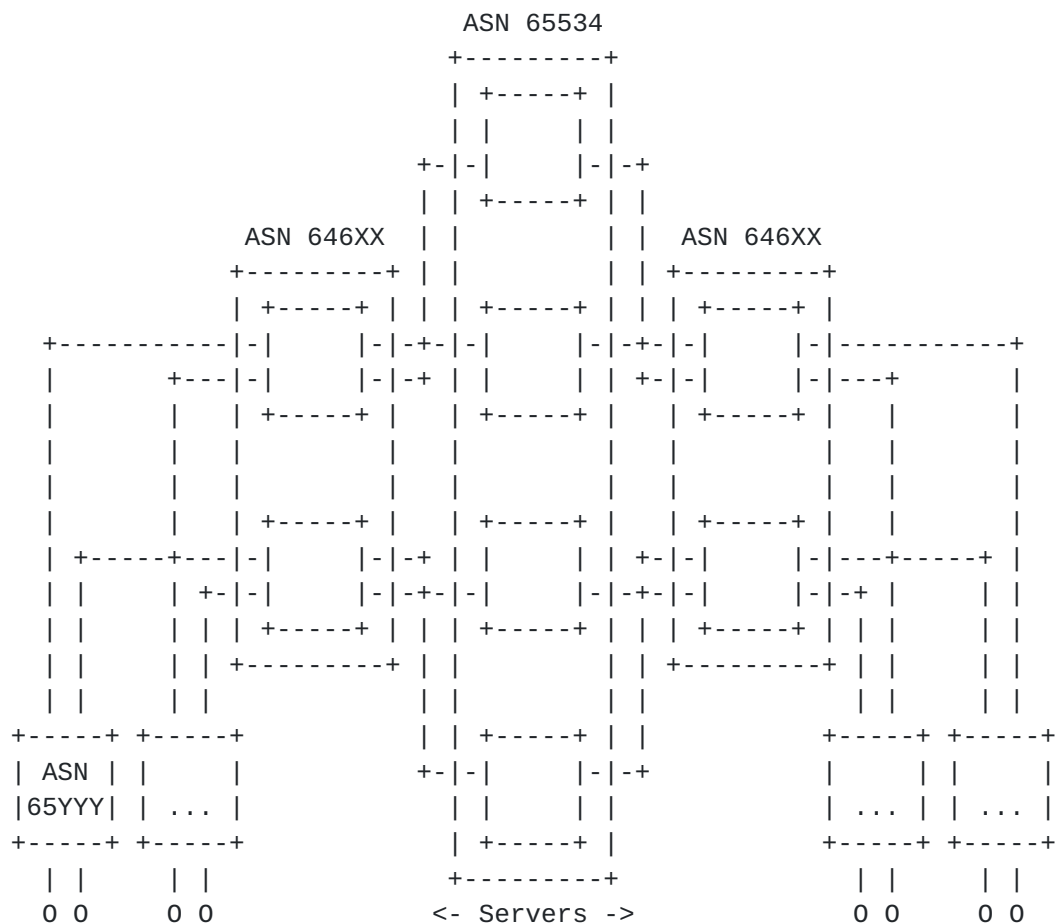 ASN 65534
ASN 646XX ASN 646XX
ASN
65YYY ... ... ...
O O O O <- Servers -> O O O O